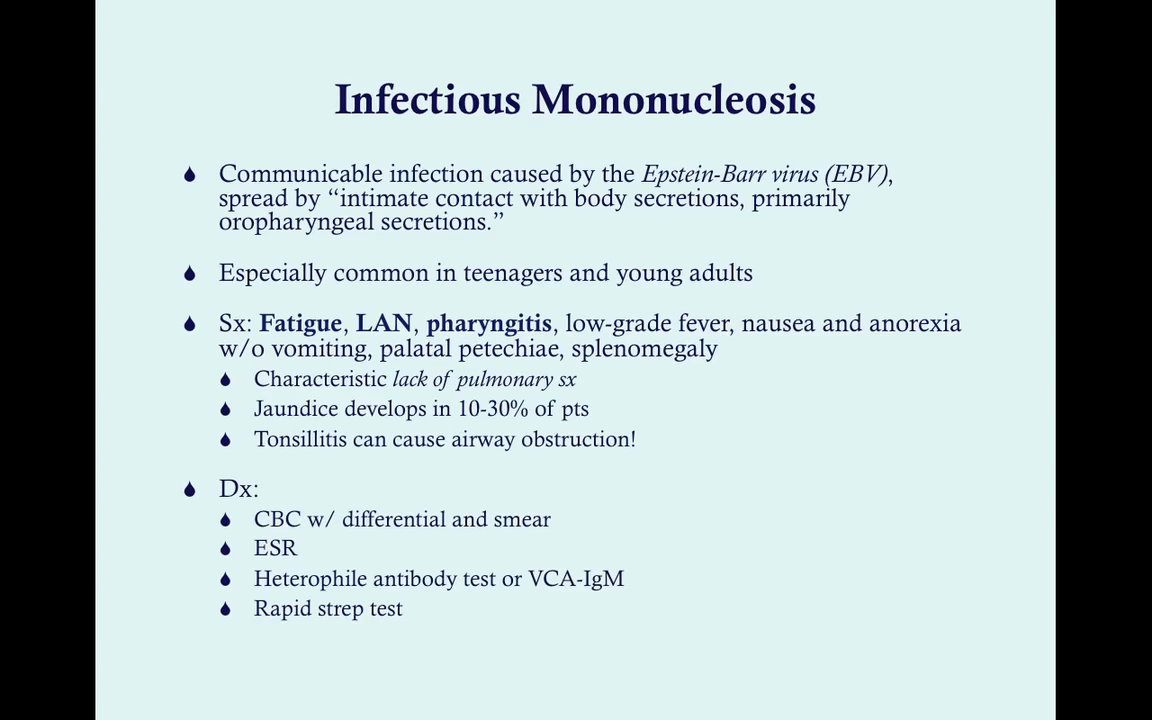 Infectious Mononucleosis
Communicable infection caused by the Epstein-Barr virus (EBV),
spread by “intimate contact with body secretions, primarily
oropharyngeal secretions.”
Especially common in teenagers and young adults
Sx: Fatigue, LAN, pharyngitis, low-grade fever, nausea and anorexia
w/o vomiting, palatal petechiae, splenomegaly
Characteristic lack of pulmonary sx
Jaundice develops in 10-30% of pts
Tonsillitis can cause airway obstruction!
Dx:
CBC w/ differential and smear
ESR
Heterophile antibody test or VCA-IgM
Rapid strep test